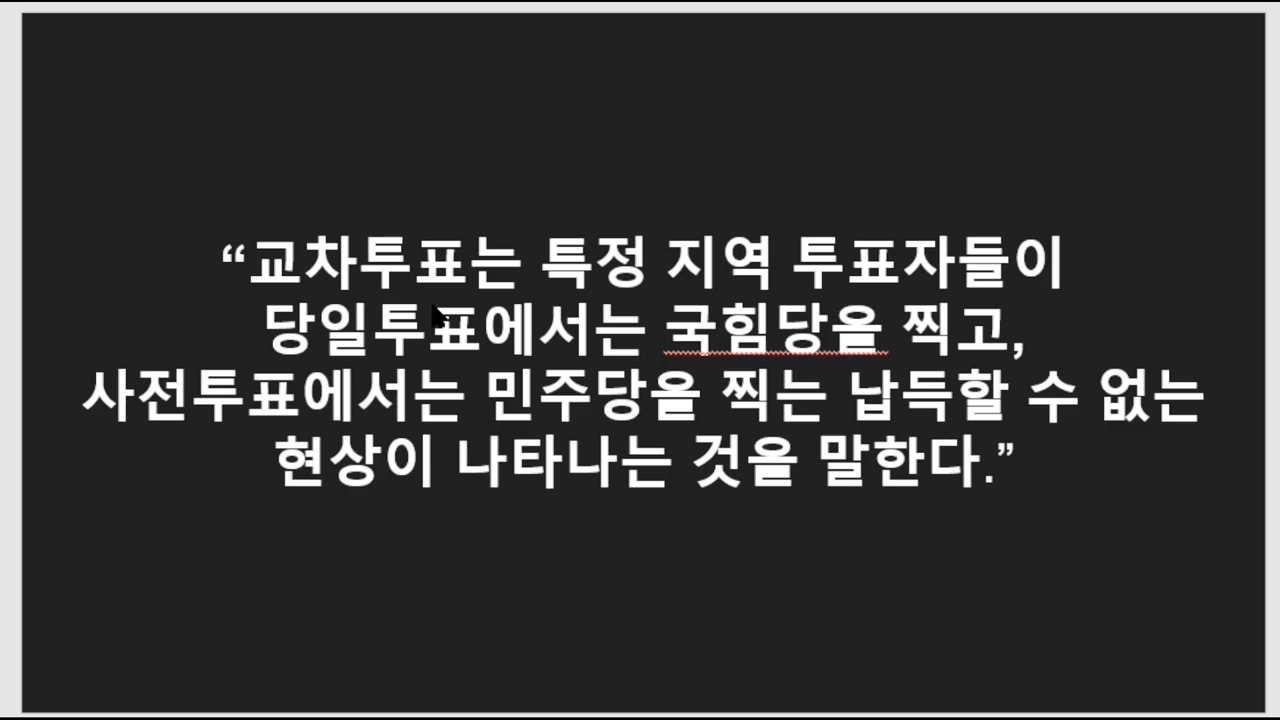 “교차투표는 특정 지역 투표자들이
당일투표에서는 국힘당을 찍고,
사전투표에서는 민주당을 찍는 납득할 수 없는
현상이 나타나는 것을 말한다.”